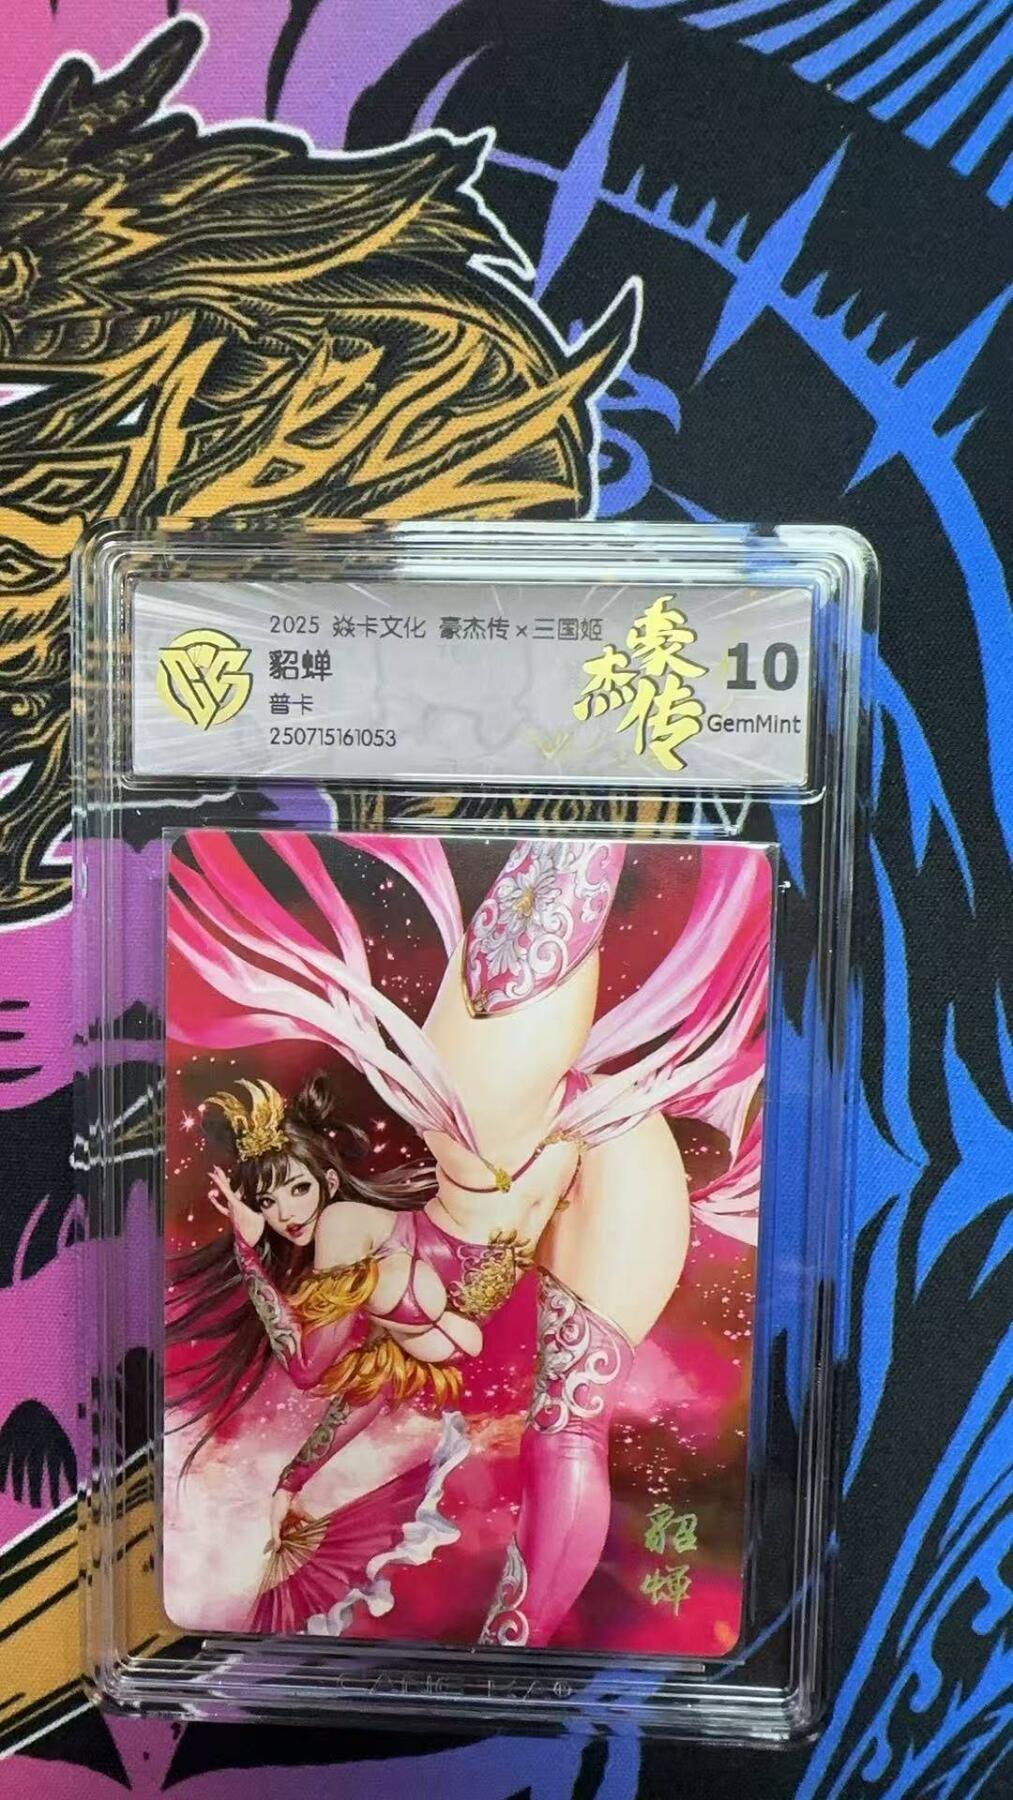 2025 焱卡文化 豪杰传×三国姬
貂蝉
普卡
250715161053
豪杰传
10
GemMint
貂
蝉